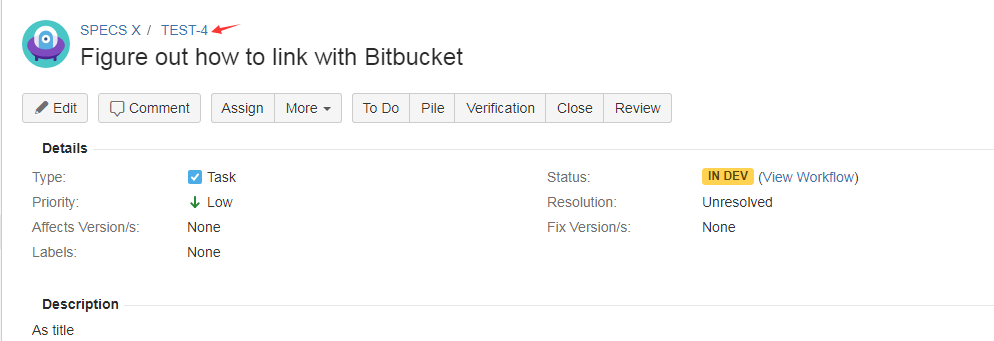 SPECS X / TEST-4
Figure out how to link with Bitbucket
Edit Comment Assign More To Do Pile Verification Close Review
Details
Type: Task Status: IN DEV (View Workflow)
Priority: Low Resolution: Unresolved
Affects Version/s: None Fix Version/s: None
Labels: None
Description
As title